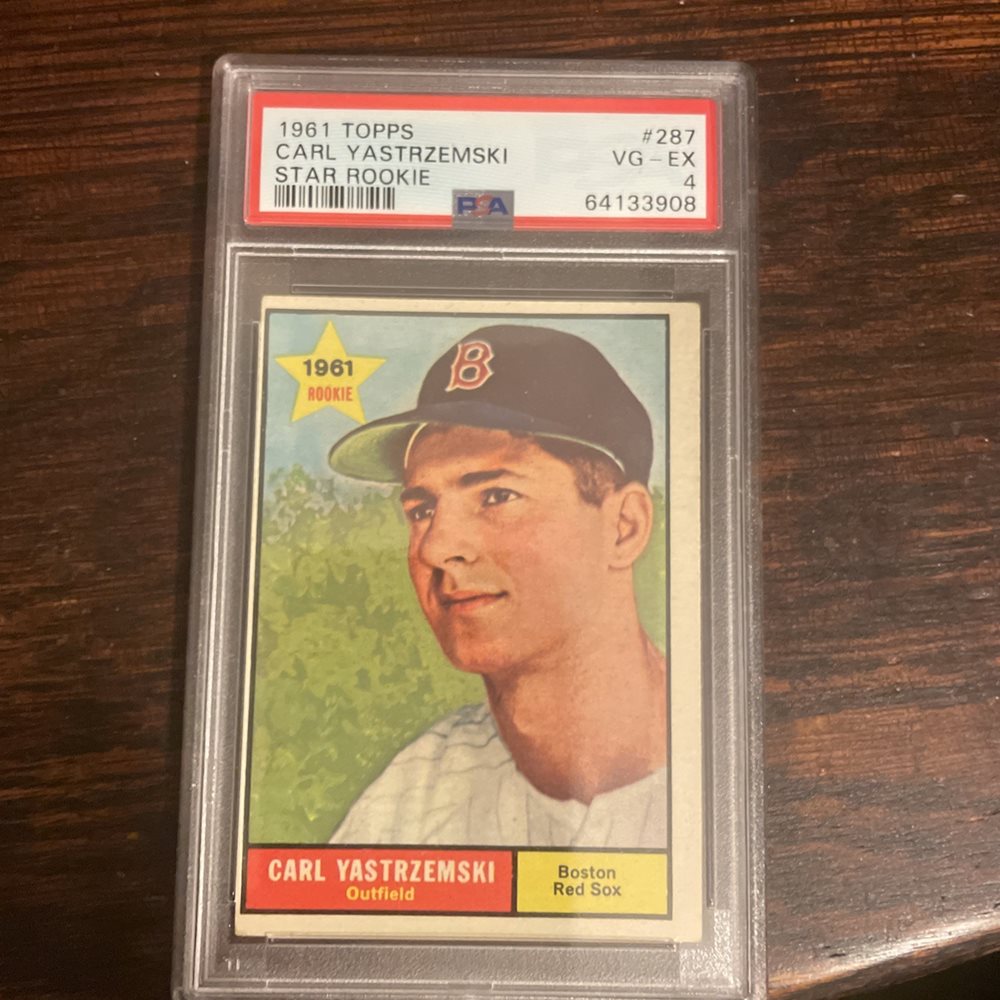 1961 TOPPS #287
CARL YASTRZEMSKI VG-EX
STAR ROOKIE 4
PSA 64133908
1961
ROOKIE
B
CARL YASTRZEMSKI
Outfield
Boston
Red Sox